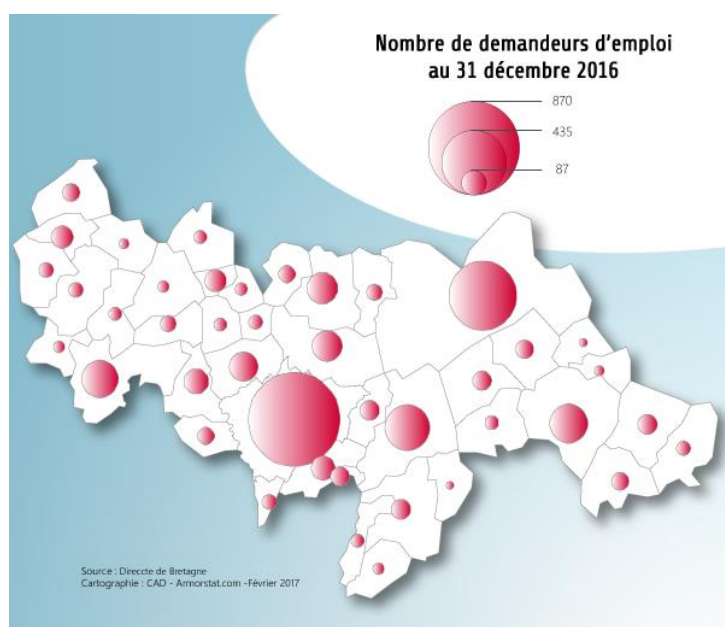 Nombre de demandeurs d'emploi
au 31 décembre 2016
870
435
87
Source : Direccte de Bretagne
Cartographie : CAD - Armorstat.com -Février 2017